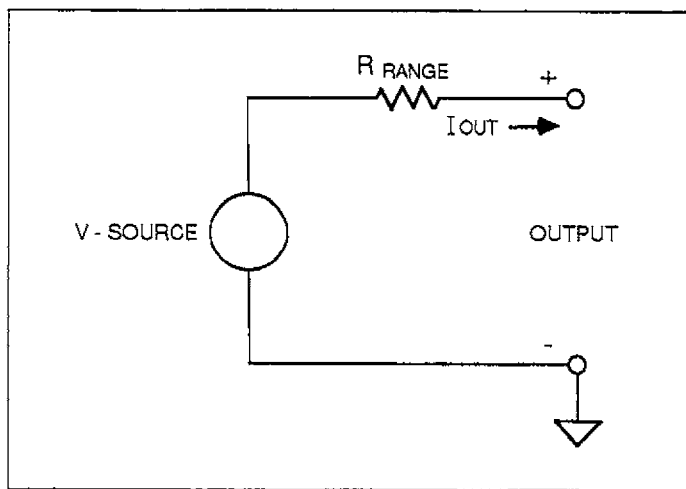 R RANGE
+
IOUT
V - SOURCE
OUTPUT
-